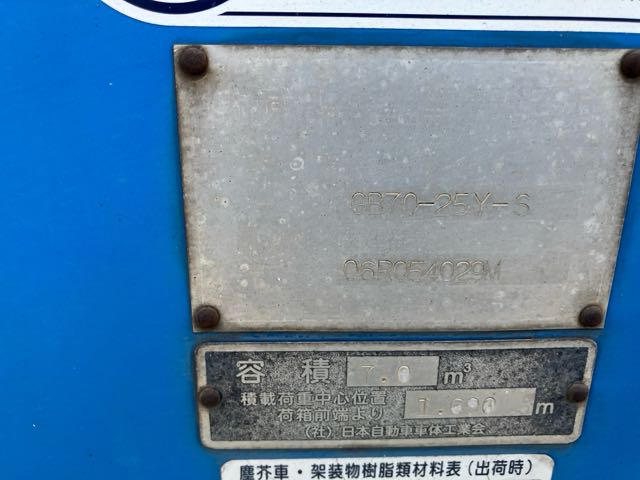 GB70-25Y-S
06R054029M
容積 7.0 m³
積載荷重中心位置
荷箱前端より m
(社)日本自動車車体工業会
塵芥車・架装物樹脂類材料表(出荷時)